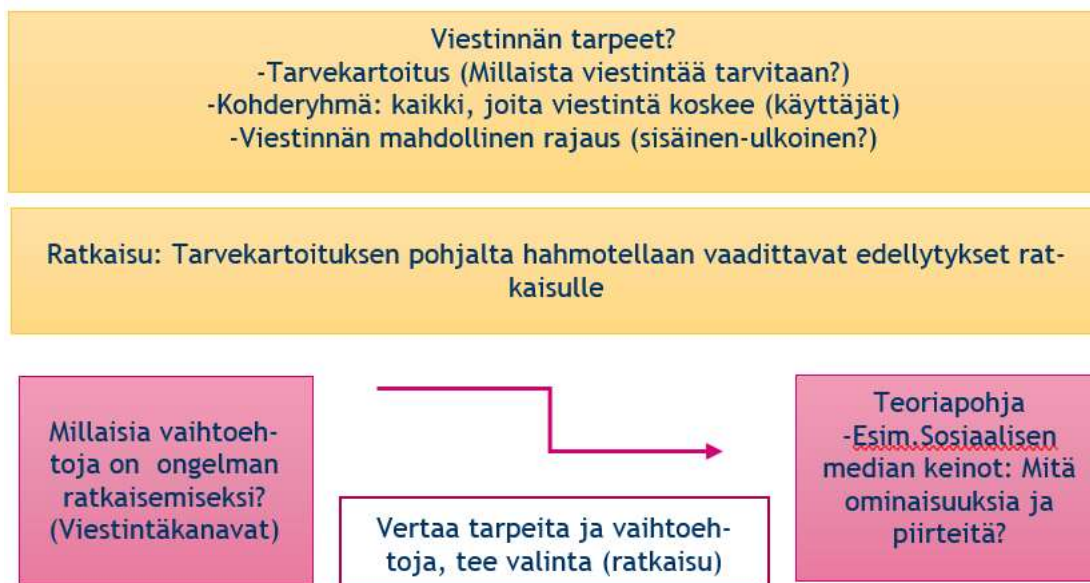 Viestinnän tarpeet?
-Tarvekartoitus (Millaista viestintää tarvitaan?)
-Kohderyhmä: kaikki, joita viestintä koskee (käyttäjät)
-Viestinnän mahdollinen rajaus (sisäinen-ulkoinen?)
Ratkaisu: Tarvekartoituksen pohjalta hahmotellaan vaadittavat edellytykset rat-
kaisulle
Millaisia vaihtoeh-
toja on ongelman
ratkaisemiseksi?
(Viestintäkanavat)
Vertaa tarpeita ja vaihtoeh-
toja, tee valinta (ratkaisu)
Teoriapohja
-Esim.Sosiaalisen
median keinot: Mitä
ominaisuuksia ja
piirteitä?